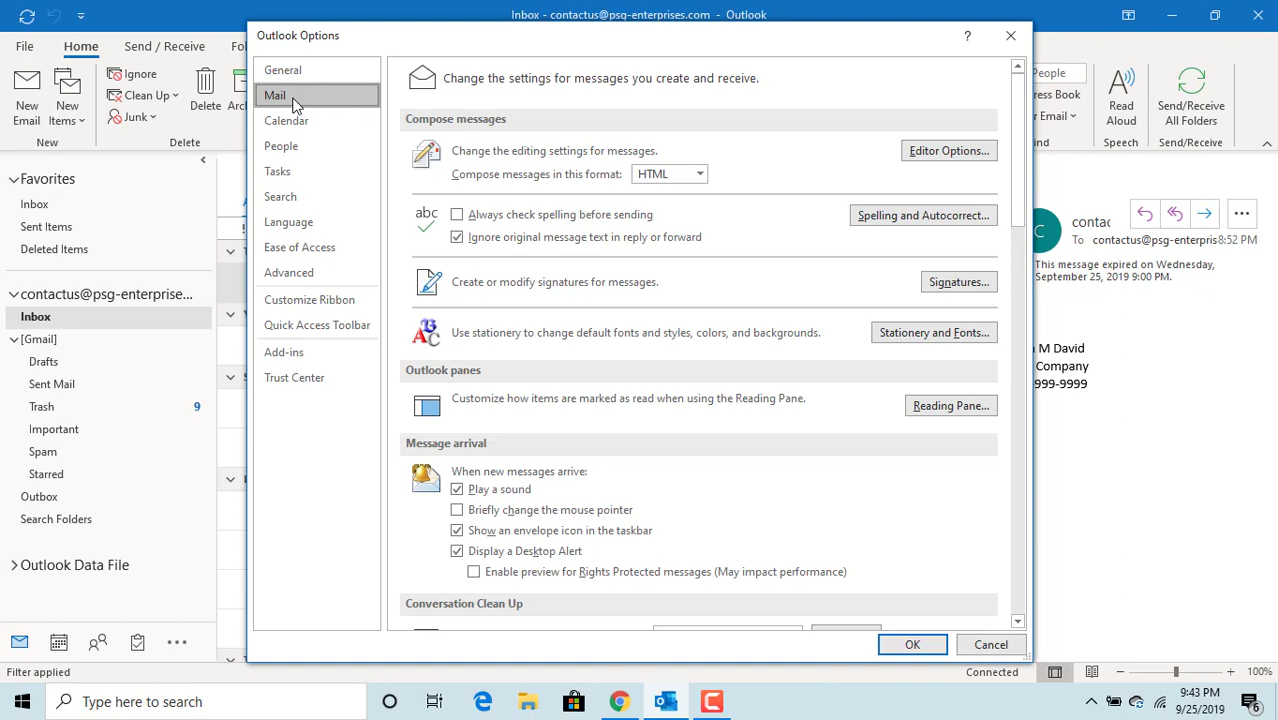 Inbox - contactus@psg-enterprises.com - Outlook
File
Home
Send / Receive
Fo
New Email
New Items
Ignore
Clean Up
Junk
Delete
Arch
New
Delete
People
ess Book
r Email
Read Aloud
Send/Receive All Folders
nd
Speech
Send/Receive
Favorites
Inbox
Sent Items
Deleted Items
contactus@psg-enterprise...
Inbox
[Gmail]
Drafts
Sent Mail
Trash 9
Important
Spam
Starred
Outbox
Search Folders
Outlook Data File
Outlook Options
?
General
Mail
Calendar
People
Tasks
Search
Language
Ease of Access
Advanced
Customize Ribbon
Quick Access Toolbar
Add-ins
Trust Center
Change the settings for messages you create and receive.
Compose messages
Change the editing settings for messages.
Editor Options...
Compose messages in this format: HTML
abc
Always check spelling before sending
Spelling and Autocorrect...
Ignore original message text in reply or forward
Create or modify signatures for messages.
Signatures...
Use stationery to change default fonts and styles, colors, and backgrounds.
Stationery and Fonts...
Outlook panes
Customize how items are marked as read when using the Reading Pane.
Reading Pane...
Message arrival
When new messages arrive:
Play a sound
Briefly change the mouse pointer
Show an envelope icon in the taskbar
Display a Desktop Alert
Enable preview for Rights Protected messages (May impact performance)
Conversation Clean Up
OK
Cancel
C
contac
To contactus@psg-enterpris 8:52 PM
This message expired on Wednesday,
September 25, 2019 9:00 PM.
M David
Company
999-9999
Filter applied
Connected
100%
Type here to search
9:43 PM
9/25/2019
6